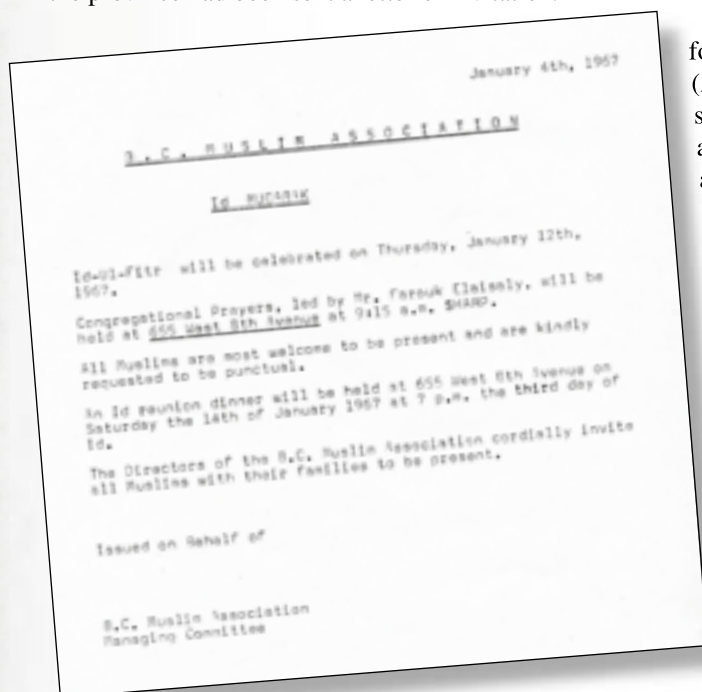 January 4th, 1967
B.C. MUSLIM ASSOCIATION
Id MUBARAK
Id-Ul-Fitr will be celebrated on Thursday, January 12th,
1967.
Congregational Prayers, led by Mr. Farouk Elaisaly, will be
held at 655 West 8th Avenue at 9:15 a.m. SHARP.
All Muslims are most welcome to be present and are kindly
requested to be punctual.
An Id reunion dinner will be held at 655 West 8th Avenue on
Saturday the 14th of January 1967 at 7 p.m. the third day of
Id.
The Directors of the B.C. Muslim Association cordially invite
all Muslims with their families to be present.
Issued on Behalf of
B.C. Muslim Association
Managing Committee